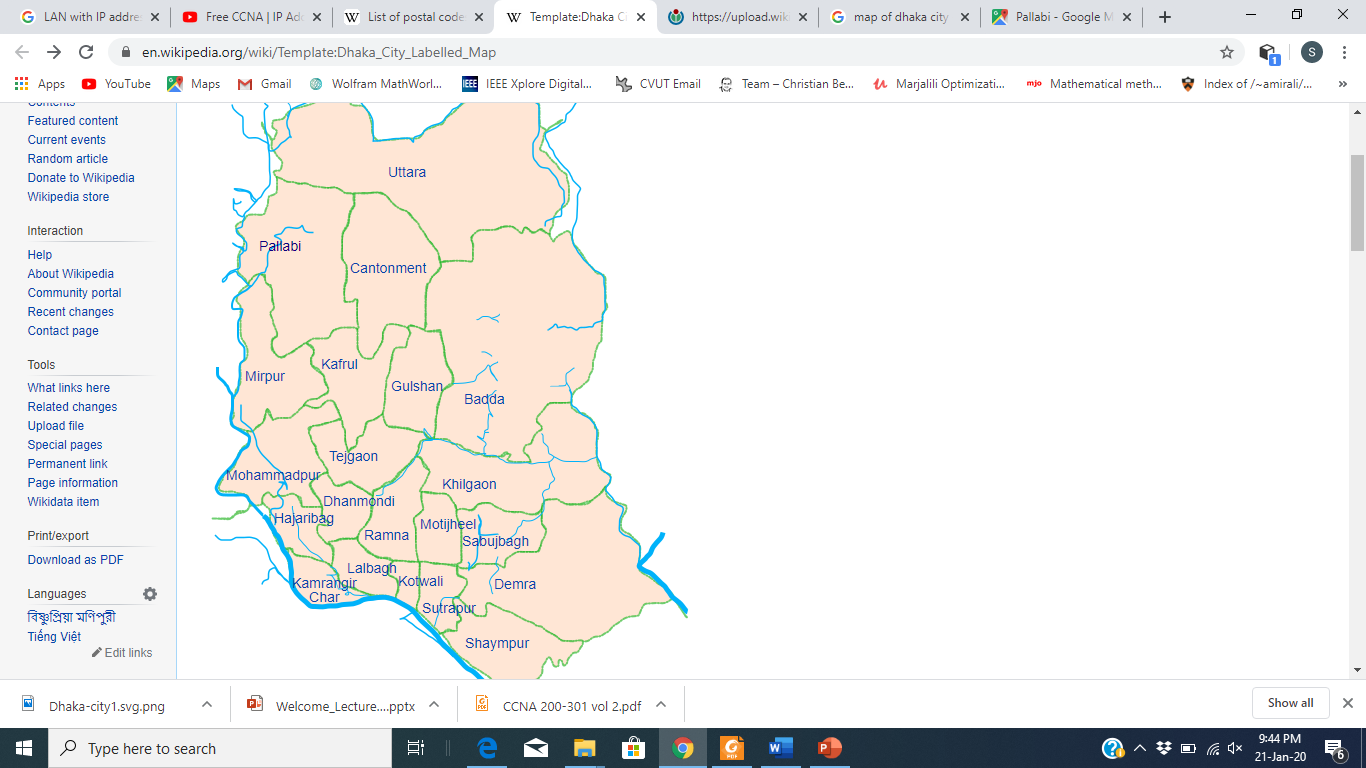 LAN with IP addre
Free CCNA | IP Add
List of postal code
Template:Dhaka Ci
https://upload.wiki
map of dhaka city
Pallabi - Google M
en.wikipedia.org/wiki/Template:Dhaka_City_Labelled_Map
S
1
Apps
YouTube
Maps
Gmail
Wolfram MathWorl...
IEEE Xplore Digital...
CVUT Email
Team – Christian Be...
Marjalili Optimizati...
Mathematical meth...
Index of /~amirali/...
»
Contents
Featured content
Current events
Random article
Donate to Wikipedia
Wikipedia store
Interaction
Help
About Wikipedia
Community portal
Recent changes
Contact page
Tools
What links here
Related changes
Upload file
Special pages
Permanent link
Page information
Wikidata item
Print/export
Download as PDF
Languages
বিষ্ণুপ্রিয়া মণিপুরী
Tiếng Việt
Edit links
Uttara
Pallabi
Cantonment
Kafrul
Mirpur
Gulshan
Badda
Tejgaon
Mohammadpur
Khilgaon
Dhanmondi
Hajaribag
Motijheel
Ramna
Sabujbagh
Lalbagh
Kamrangir
Char
Kotwali
Demra
Sutrapur
Shaympur
Dhaka-city1.svg.png
Welcome_Lecture....pptx
CCNA 200-301 vol 2.pdf
Show all
Type here to search
9:44 PM
21-Jan-20
6